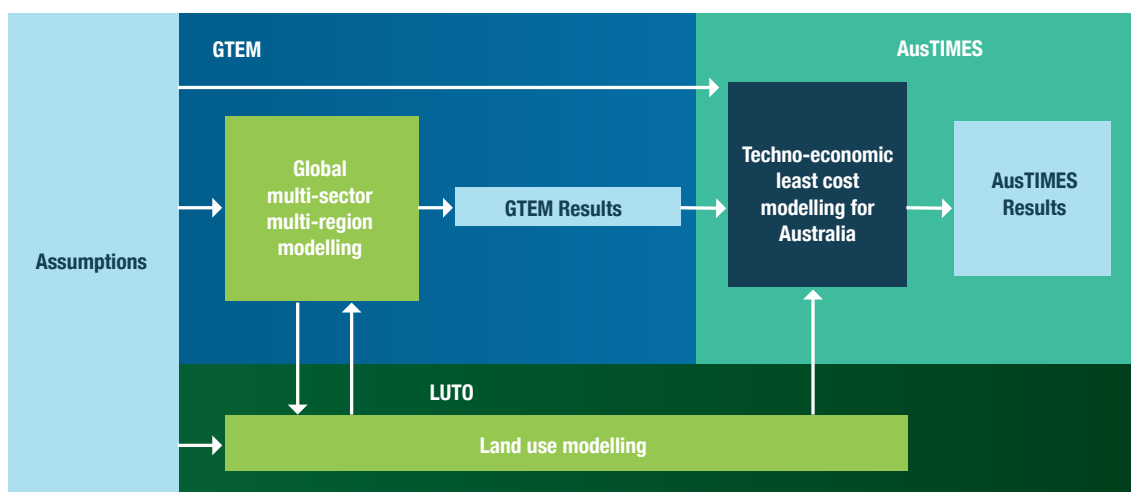 GTEM
AusTIMES
Assumptions
Global
multi-sector
multi-region
modelling
GTEM Results
Techno-economic
least cost
modelling for
Australia
AusTIMES
Results
LUTO
Land use modelling